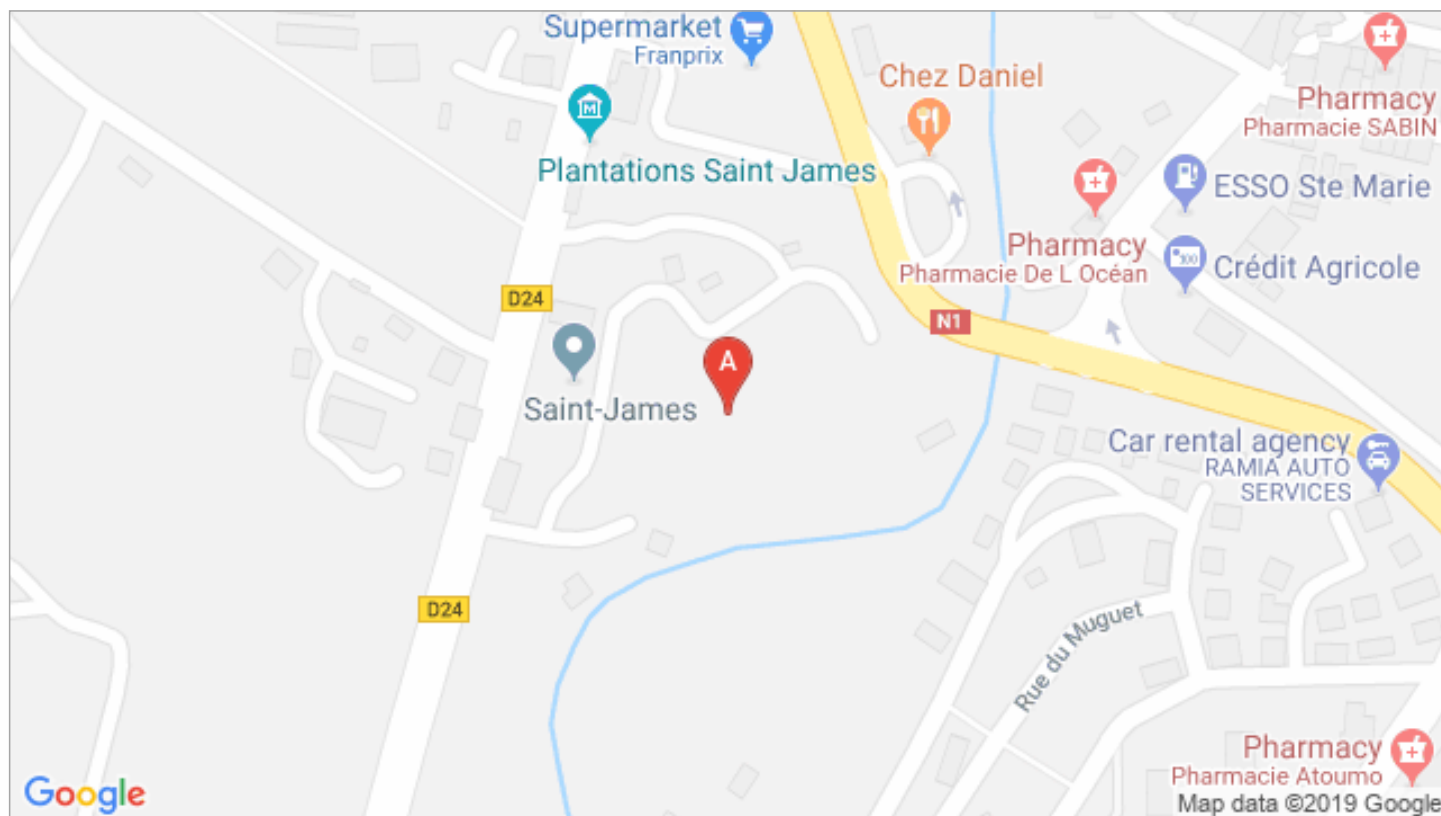 Supermarket
Franprix
Chez Daniel
Pharmacy
Pharmacie SABIN
M
Plantations Saint James
ESSO Ste Marie
Pharmacy
Pharmacie De L Océan
Crédit Agricole
D24
N1
A
Saint-James
Car rental agency
RAMIA AUTO
SERVICES
D24
Rue du Muguet
Pharmacy
Pharmacie Atoumo
Google
Map data ©2019 Google